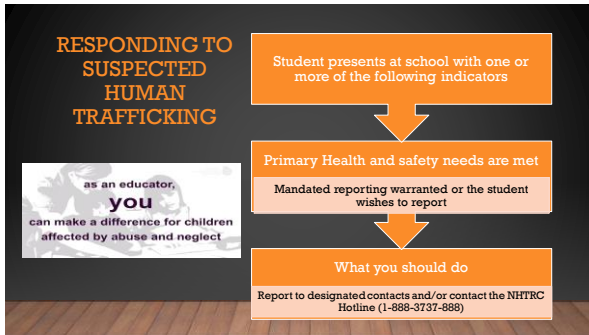 RESPONDING TO
SUSPECTED
HUMAN
TRAFFICKING
as an educator,
you
can make a difference for children
affected by abuse and neglect
Student presents at school with one or
more of the following indicators
Primary Health and safety needs are met
Mandated reporting warranted or the student
wishes to report
What you should do
Report to designated contacts and/or contact the NHTRC
Hotline (1-888-3737-888)